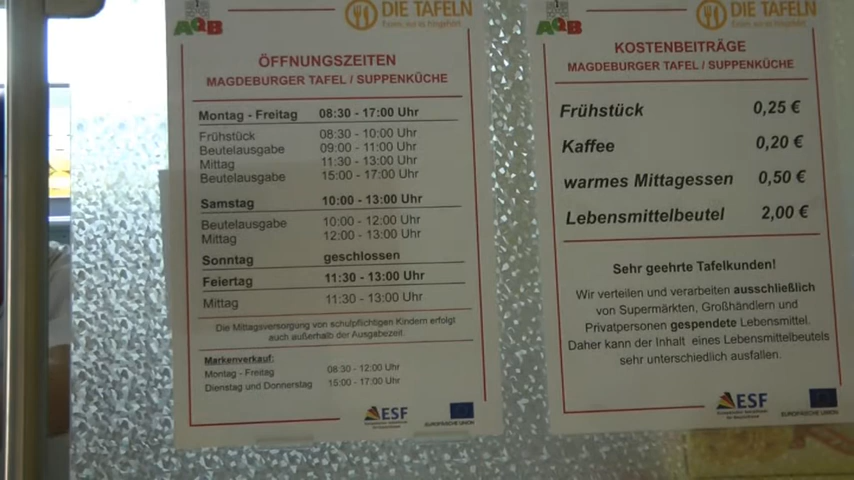 AQB
DIE TAFELN
ÖFFNUNGSZEITEN
MAGDEBURGER TAFEL / SUPPENKÜCHE
Montag - Freitag 08:30 - 17:00 Uhr
Frühstück 08:30 - 10:00 Uhr
Beutelausgabe 09:00 - 11:00 Uhr
Mittag 11:30 - 13:00 Uhr
Beutelausgabe 15:00 - 17:00 Uhr
Samstag 10:00 - 13:00 Uhr
Beutelausgabe 10:00 - 12:00 Uhr
Mittag 12:00 - 13:00 Uhr
Sonntag geschlossen
Feiertag 11:30 - 13:00 Uhr
Mittag 11:30 - 13:00 Uhr
Die Mittagsversorgung von schulpflichtigen Kindern erfolgt
auch außerhalb der Ausgabezeit.
Markenverkauf:
Montag - Freitag 08:30 - 12:00 Uhr
Dienstag und Donnerstag 15:00 - 17:00 Uhr
ESF
EUROPÄISCHE UNION
AQB
DIE TAFELN
KOSTENBEITRÄGE
MAGDEBURGER TAFEL / SUPPENKÜCHE
Frühstück 0,25 €
Kaffee 0,20 €
warmes Mittagessen 0,50 €
Lebensmittelbeutel 2,00 €
Sehr geehrte Tafelkunden!
Wir verteilen und verarbeiten ausschließlich
von Supermärkten, Großhändlern und
Privatpersonen gespendete Lebensmittel.
Daher kann der Inhalt eines Lebensmittelbeutels
sehr unterschiedlich ausfallen.
ESF
EUROPÄISCHE UNION